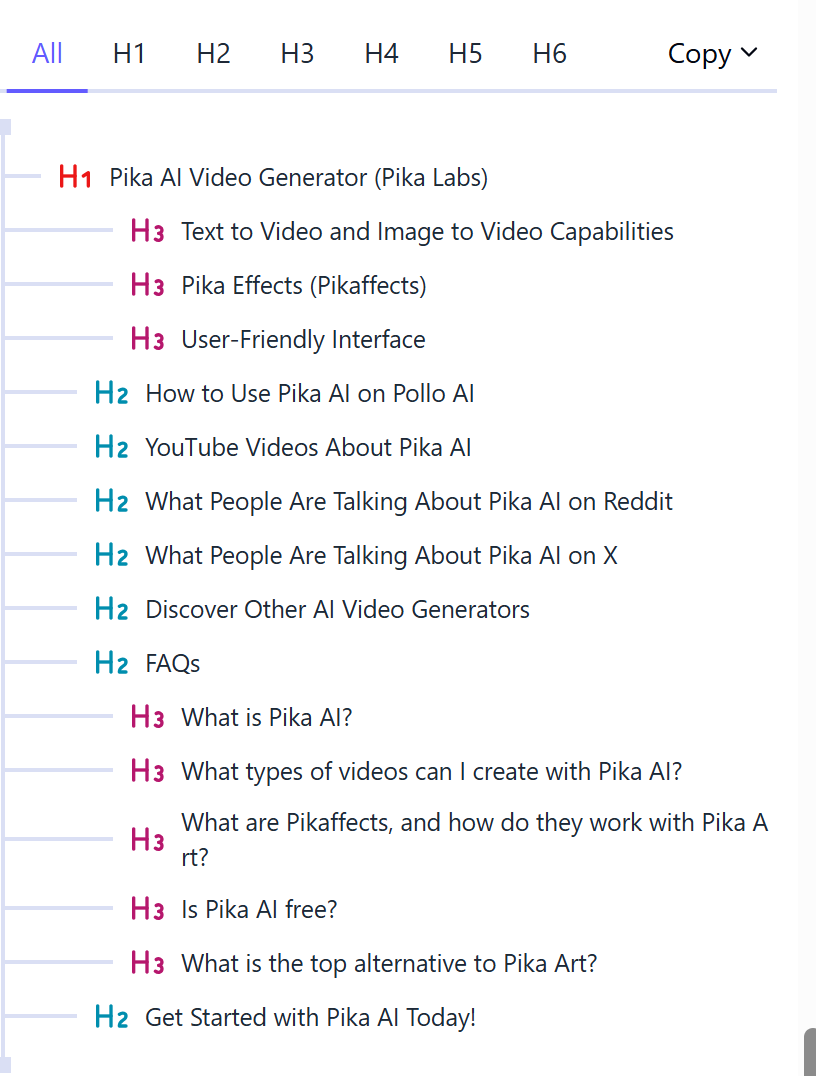 All H1 H2 H3 H4 H5 H6 Copy
H1 Pika AI Video Generator (Pika Labs)
H3 Text to Video and Image to Video Capabilities
H3 Pika Effects (Pikaffects)
H3 User-Friendly Interface
H2 How to Use Pika AI on Pollo AI
H2 YouTube Videos About Pika AI
H2 What People Are Talking About Pika AI on Reddit
H2 What People Are Talking About Pika AI on X
H2 Discover Other AI Video Generators
H2 FAQs
H3 What is Pika AI?
H3 What types of videos can I create with Pika AI?
H3 What are Pikaffects, and how do they work with Pika A
rt?
H3 Is Pika AI free?
H3 What is the top alternative to Pika Art?
H2 Get Started with Pika AI Today!